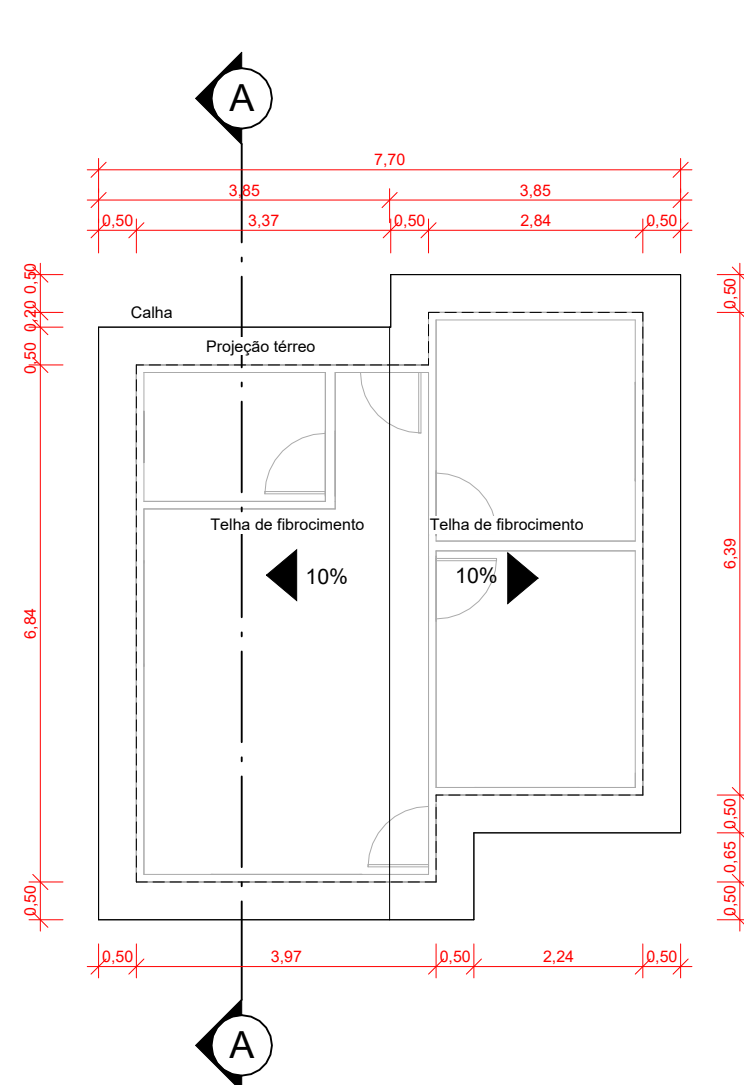 A
7,70
3,85 3,85
0,50 3,37 0,50 2,84 0,50
0,50
0,20
0,50
6,84
0,50
Calha
Projeção térreo
Telha de fibrocimento Telha de fibrocimento
10% 10%
0,50
6,39
0,50
0,65
0,50
0,50 3,97 0,50 2,24 0,50
A